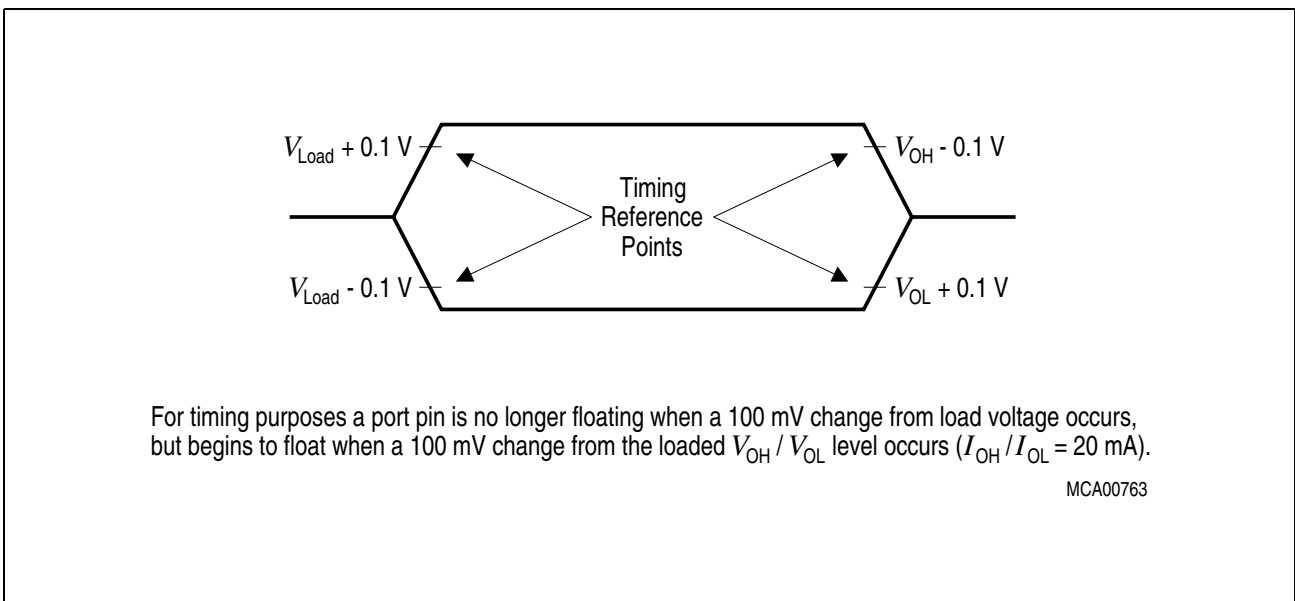 V_Load + 0.1 V
V_OH - 0.1 V
Timing
Reference
Points
V_Load - 0.1 V
V_OL + 0.1 V
For timing purposes a port pin is no longer floating when a 100 mV change from load voltage occurs,
but begins to float when a 100 mV change from the loaded V_OH / V_OL level occurs (I_OH / I_OL = 20 mA).
MCA00763